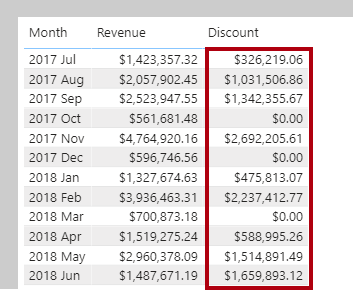 Month Revenue Discount
2017 Jul $1,423,357.32 $326,219.06
2017 Aug $2,057,902.45 $1,031,506.86
2017 Sep $2,523,947.55 $1,342,355.67
2017 Oct $561,681.48 $0.00
2017 Nov $4,764,920.16 $2,692,205.61
2017 Dec $596,746.56 $0.00
2018 Jan $1,327,674.63 $475,813.07
2018 Feb $3,936,463.31 $2,237,412.77
2018 Mar $700,873.18 $0.00
2018 Apr $1,519,275.24 $588,995.26
2018 May $2,960,378.09 $1,514,891.49
2018 Jun $1,487,671.19 $1,659,893.12